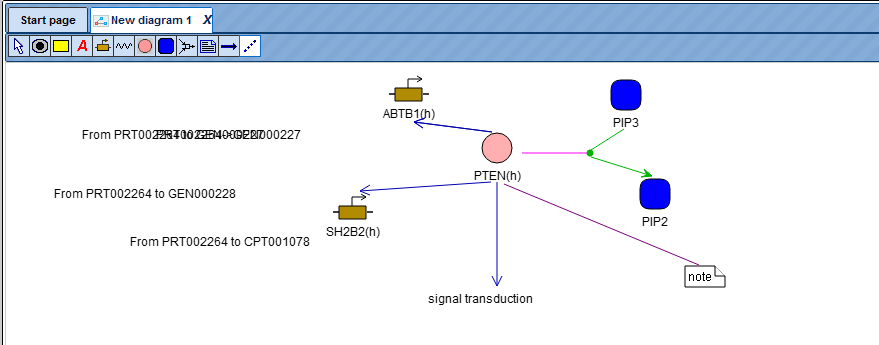 Start page
New diagram 1 X
A
ABTB1(h)
PIP3
From PRT002264 to GEN000227
PTEN(h)
From PRT002264 to GEN000228
PIP2
SH2B2(h)
From PRT002264 to CPT001078
note
signal transduction